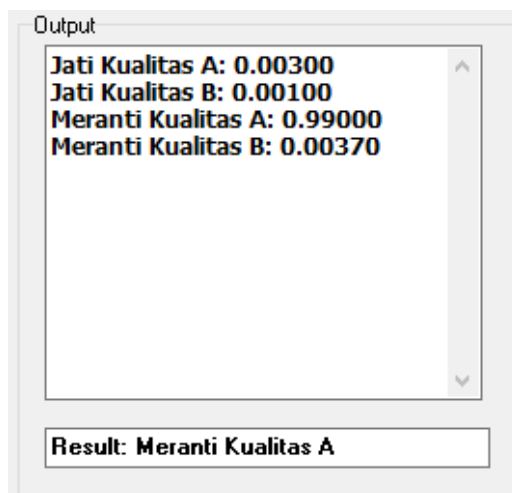 Output
Jati Kualitas A: 0.00300
Jati Kualitas B: 0.00100
Meranti Kualitas A: 0.99000
Meranti Kualitas B: 0.00370
Result: Meranti Kualitas A